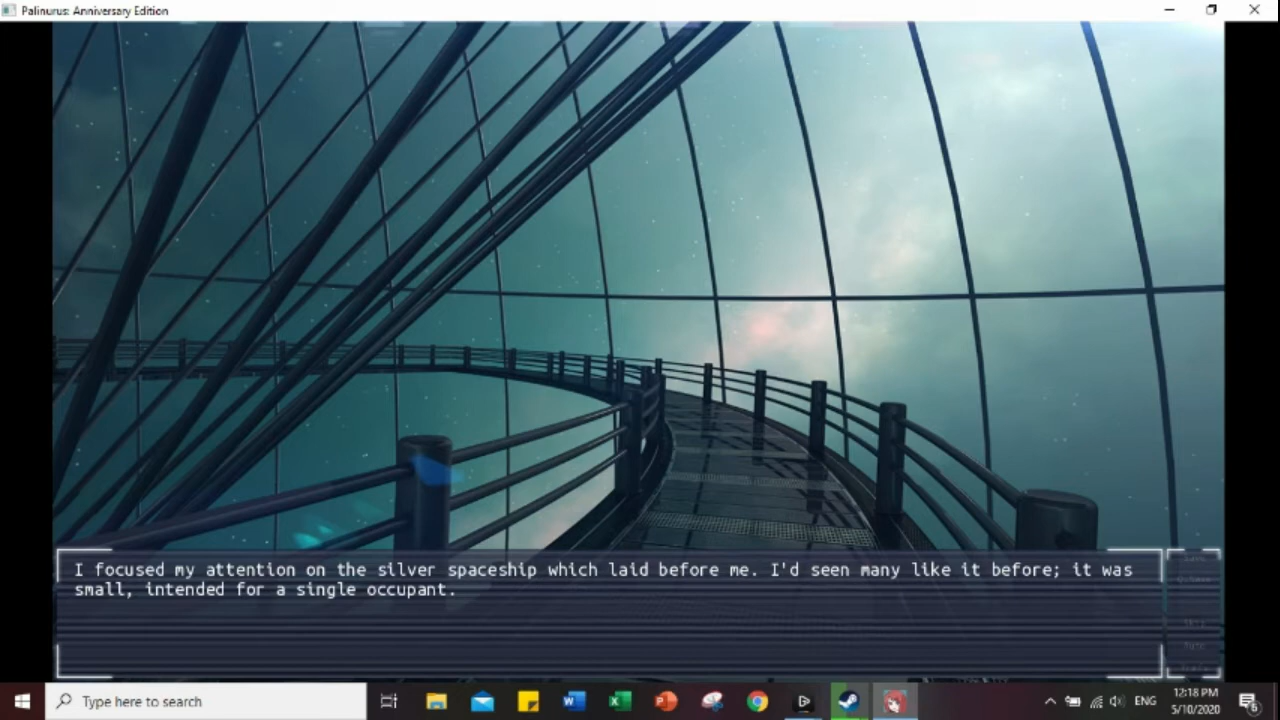 Palinurus: Anniversary Edition
I focused my attention on the silver spaceship which laid before me. I'd seen many like it before; it was
small, intended for a single occupant.
Type here to search
ENG
12:18 PM
5/10/2020